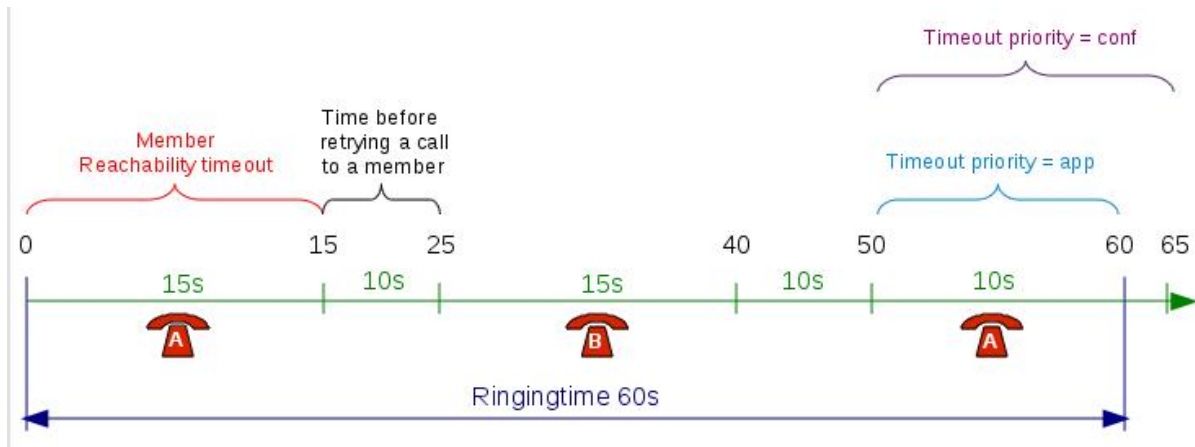 Timeout priority = conf
Time before
retrying a call
to a member
Member
Reachability timeout
Timeout priority = app
0 15 25 40 50 60 65
15s 10s 15s 10s 10s
A B A
Ringingtime 60s